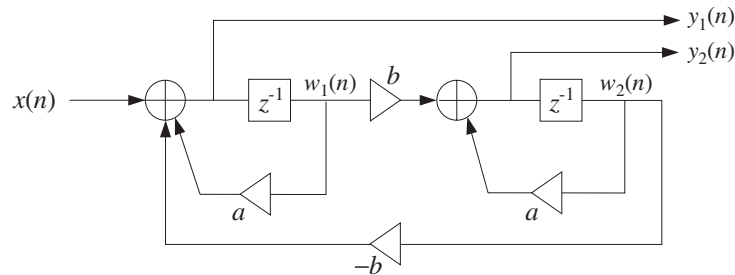 y₁(n)
y₂(n)
x(n)
z⁻¹
w₁(n)
b
z⁻¹
w₂(n)
a
a
−b